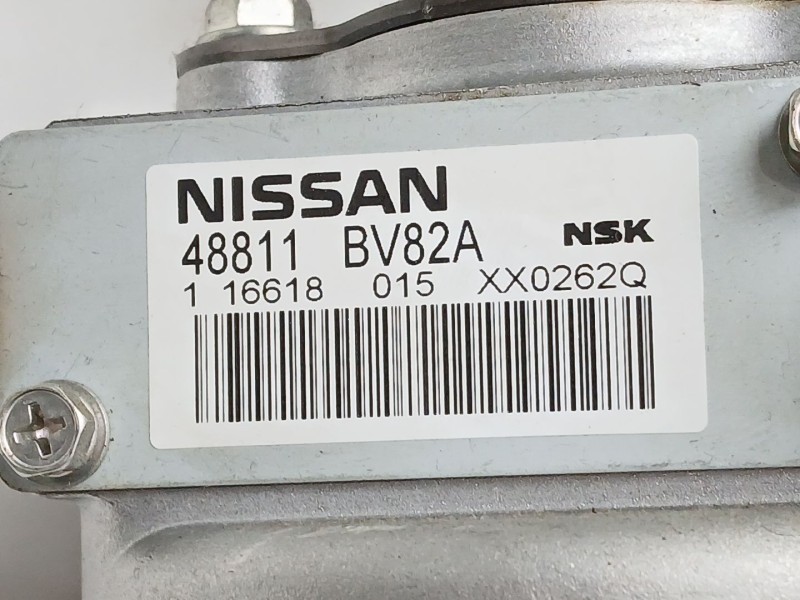 NISSAN
48811 BV82A NSK
1 16618 015 XX0262Q